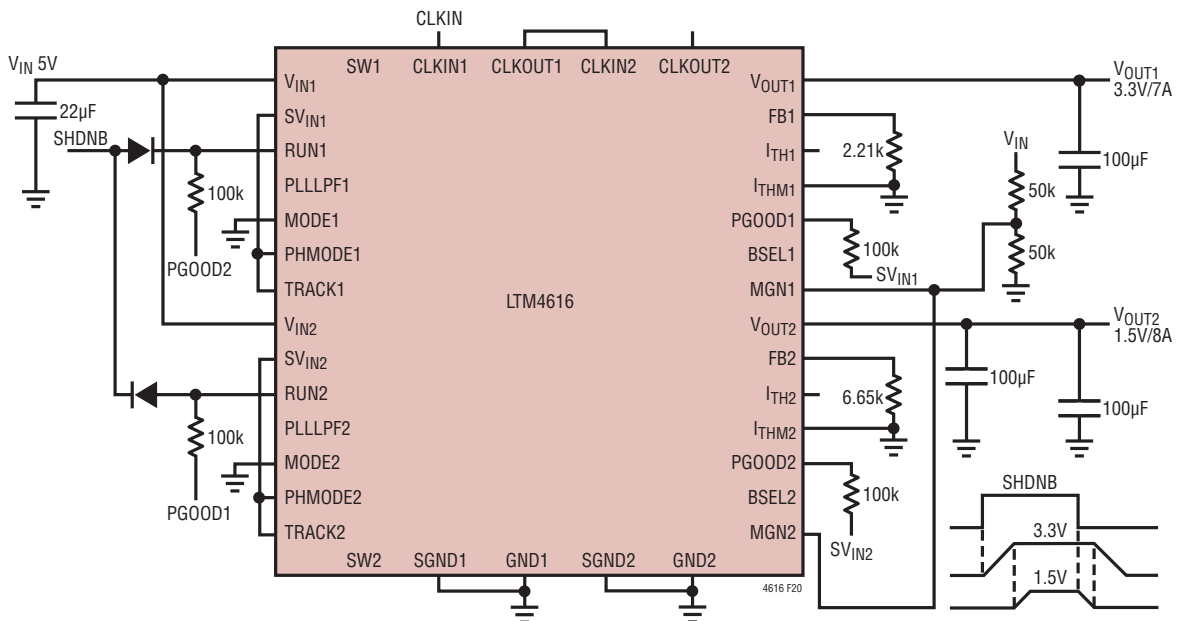 CLKIN
V_IN 5V
SW1 CLKIN1 CLKOUT1 CLKIN2 CLKOUT2
22µF
SHDNB
100k
PGOOD2
100k
PGOOD1
V_IN1
SV_IN1
RUN1
PLLLPF1
MODE1
PHMODE1
TRACK1
V_IN2
SV_IN2
RUN2
PLLLPF2
MODE2
PHMODE2
TRACK2
LTM4616
V_OUT1
FB1
I_TH1
I_THM1
PGOOD1
BSEL1
MGN1
V_OUT2
FB2
I_TH2
I_THM2
PGOOD2
BSEL2
MGN2
SW2 SGND1 GND1 SGND2 GND2
4616 F20
V_OUT1
3.3V/7A
2.21k
V_IN
100µF
50k
100k
50k
SV_IN1
V_OUT2
1.5V/8A
100µF
6.65k
100µF
100k
SV_IN2
SHDNB
3.3V
1.5V